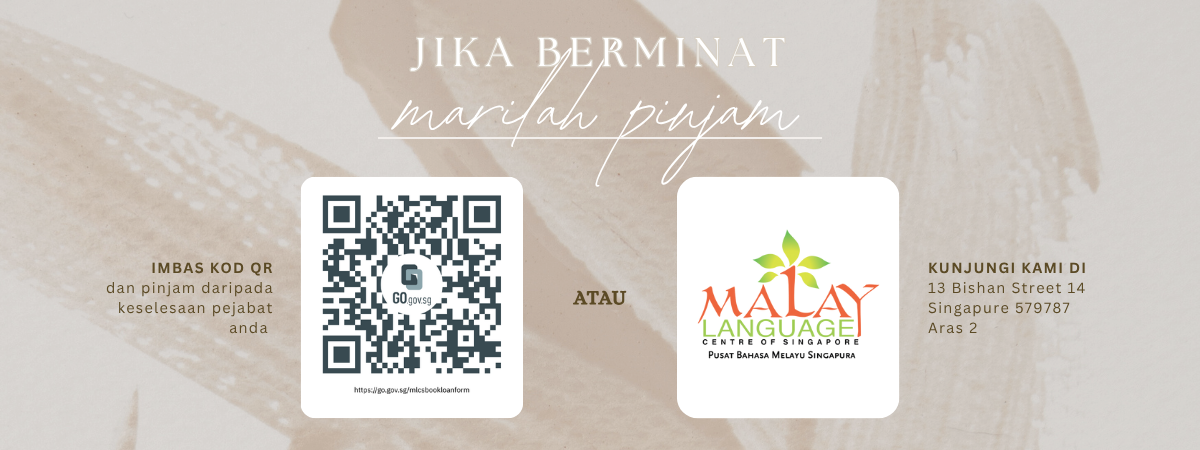 JIKA BERMINAT
marilah pinjam
IMBAS KOD QR
dan pinjam daripada
keselesaan pejabat
anda
GO.gov.sg
https://go.gov.sg/mlcsbookloanform
ATAU
MALAY
LANGUAGE
CENTRE OF SINGAPORE
PUSAT BAHASA MELAYU SINGAPURA
KUNJUNGI KAMI DI
13 Bishan Street 14
Singapure 579787
Aras 2